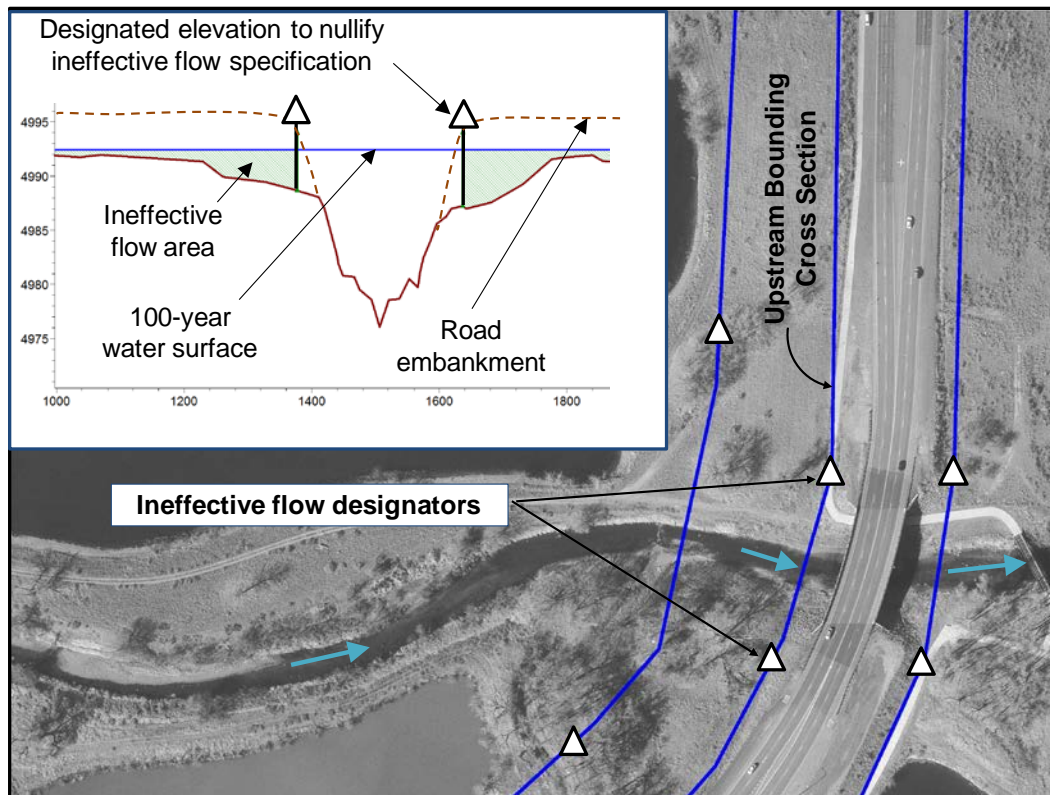 Designated elevation to nullify
ineffective flow specification
4995
4990
4985
4980
4975
Ineffective
flow area
100-year
water surface
Road
embankment
1000
1200
1400
1600
1800
Upstream Bounding
Cross Section
Ineffective flow designators